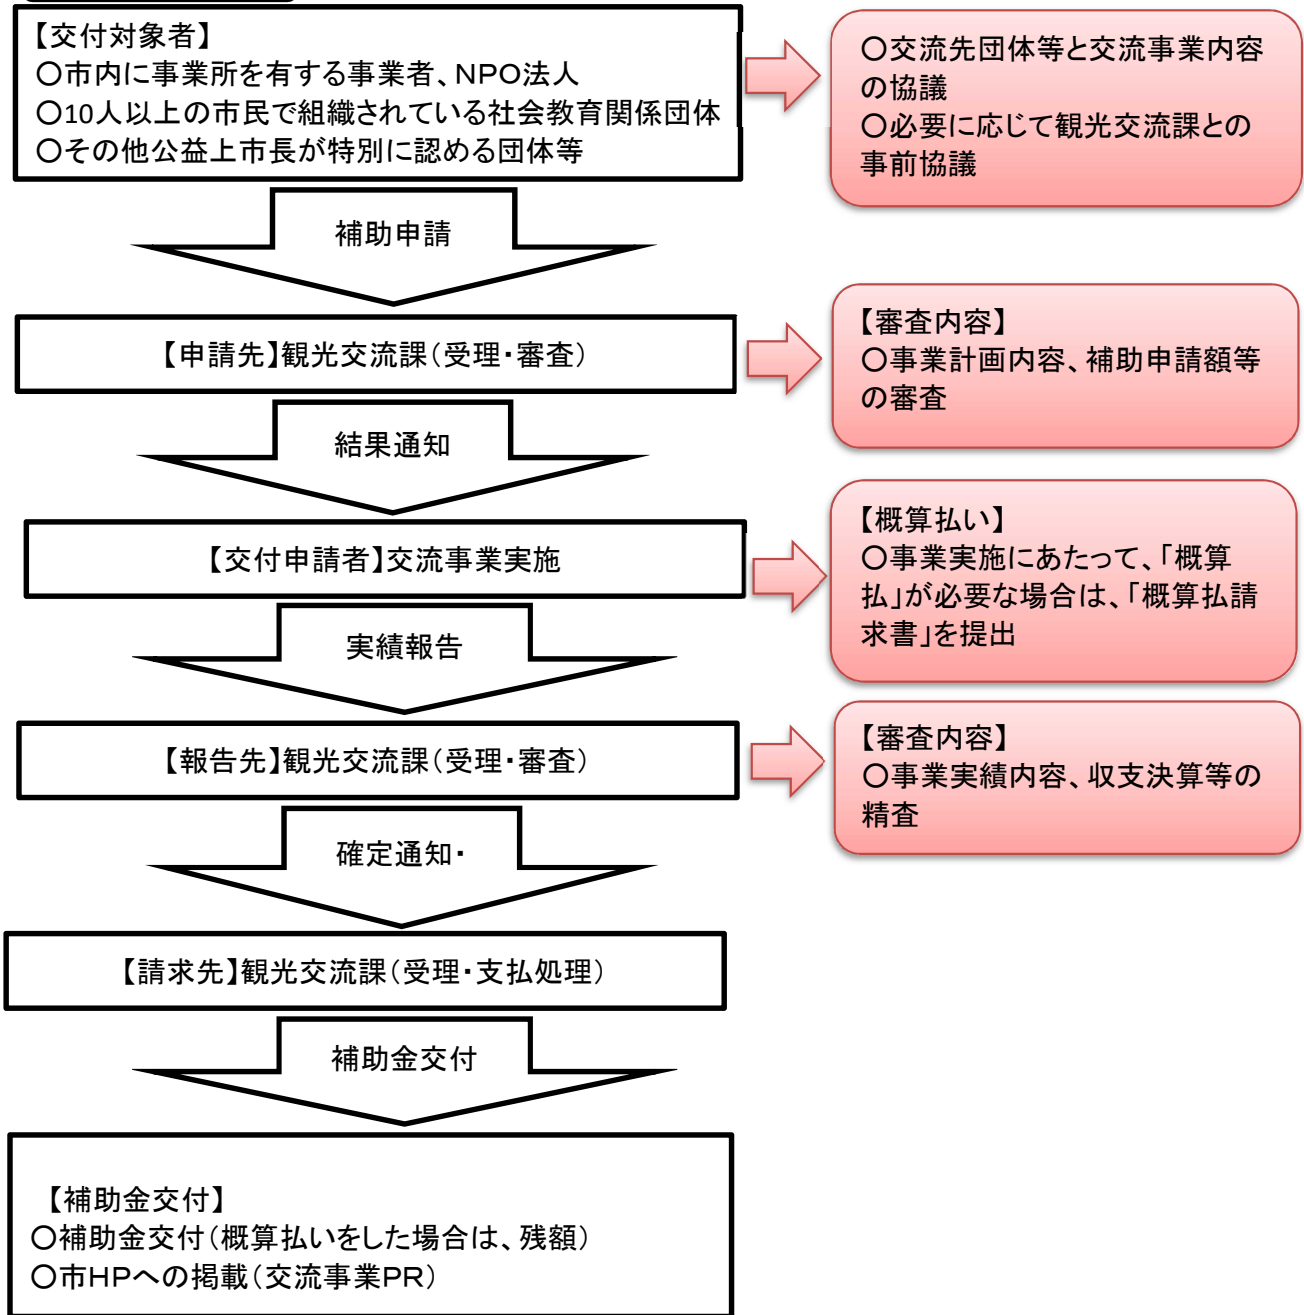 【交付対象者】
〇市内に事業所を有する事業者、NPO法人
〇10人以上の市民で組織されている社会教育関係団体
〇その他公益上市長が特別に認める団体等
〇交流先団体等と交流事業内容
の協議
〇必要に応じて観光交流課との
事前協議
補助申請
【申請先】観光交流課(受理・審査)
【審査内容】
〇事業計画内容、補助申請額等
の審査
結果通知
【交付申請者】交流事業実施
【概算払い】
〇事業実施にあたって、「概算
払」が必要な場合は、「概算払請
求書」を提出
実績報告
【報告先】観光交流課(受理・審査)
【審査内容】
〇事業実績内容、収支決算等の
精査
確定通知・
【請求先】観光交流課(受理・支払処理)
補助金交付
【補助金交付】
〇補助金交付(概算払いをした場合は、残額)
〇市HPへの掲載(交流事業PR)